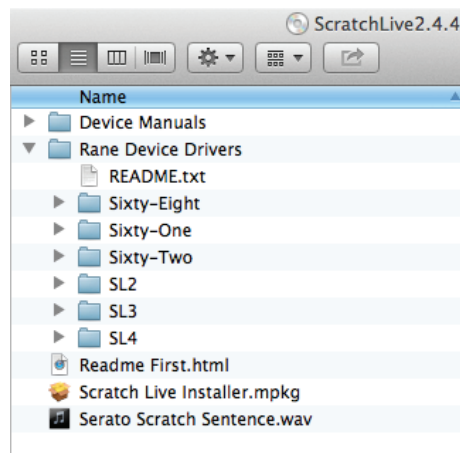 ScratchLive2.4.4
Name
Device Manuals
Rane Device Drivers
README.txt
Sixty-Eight
Sixty-One
Sixty-Two
SL2
SL3
SL4
Readme First.html
Scratch Live Installer.mpkg
Serato Scratch Sentence.wav